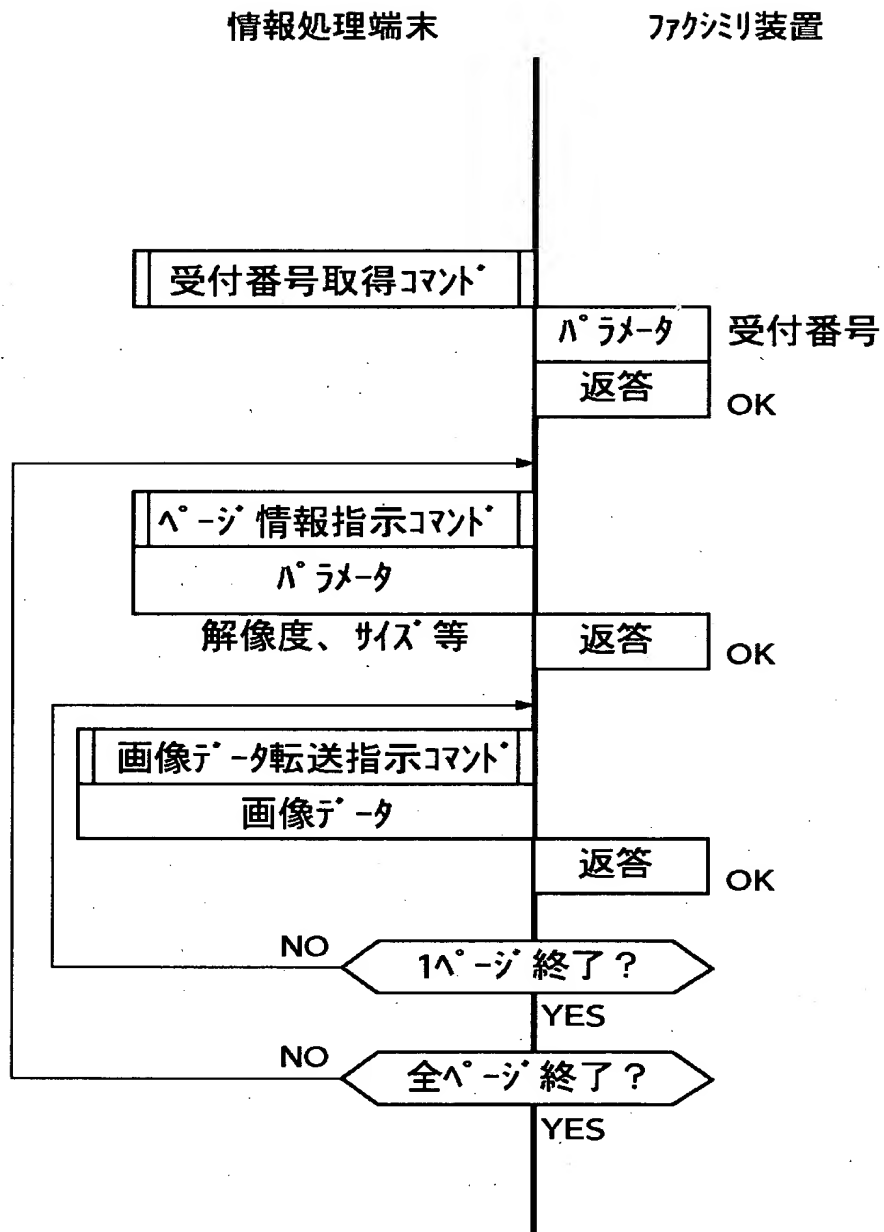 情報処理端末
ファクシミリ装置
受付番号取得コマンド
パラメータ
受付番号
返答
OK
ページ情報指示コマンド
パラメータ
解像度、サイズ等
返答
OK
画像データ転送指示コマンド
画像データ
返答
OK
NO
1ページ終了?
YES
NO
全ページ終了?
YES